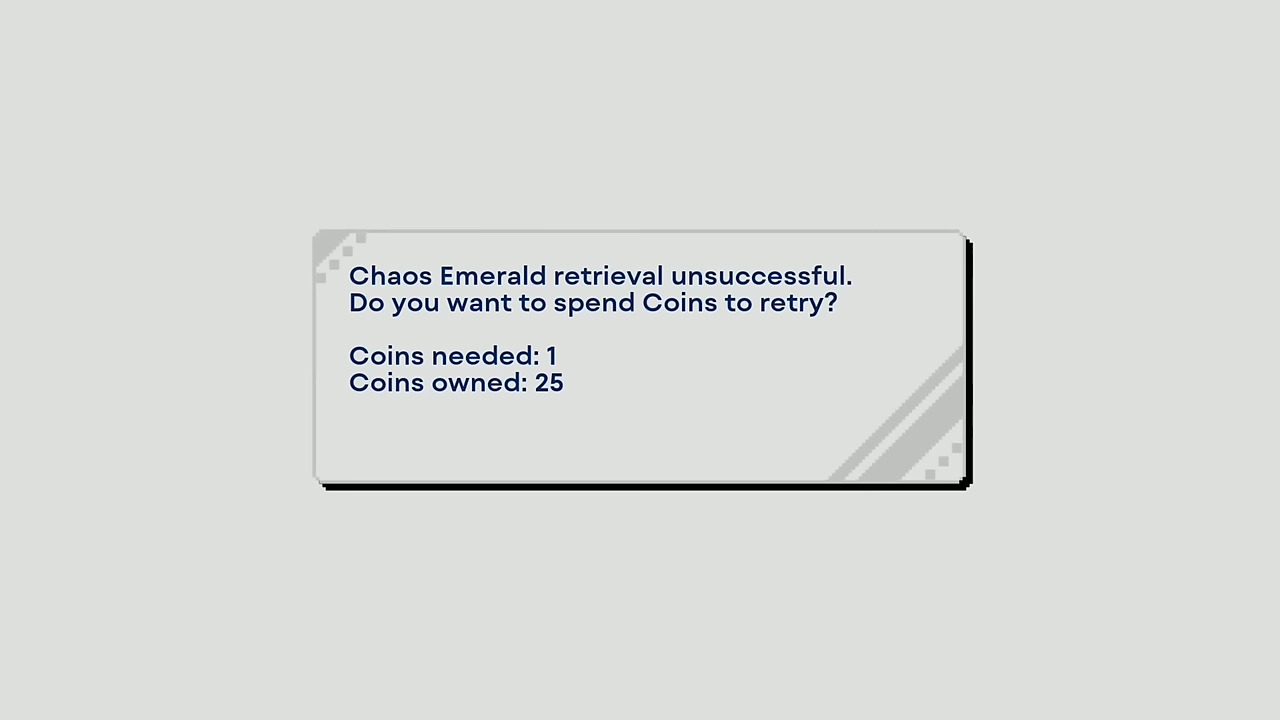 Chaos Emerald retrieval unsuccessful.
Do you want to spend Coins to retry?
Coins needed: 1
Coins owned: 25